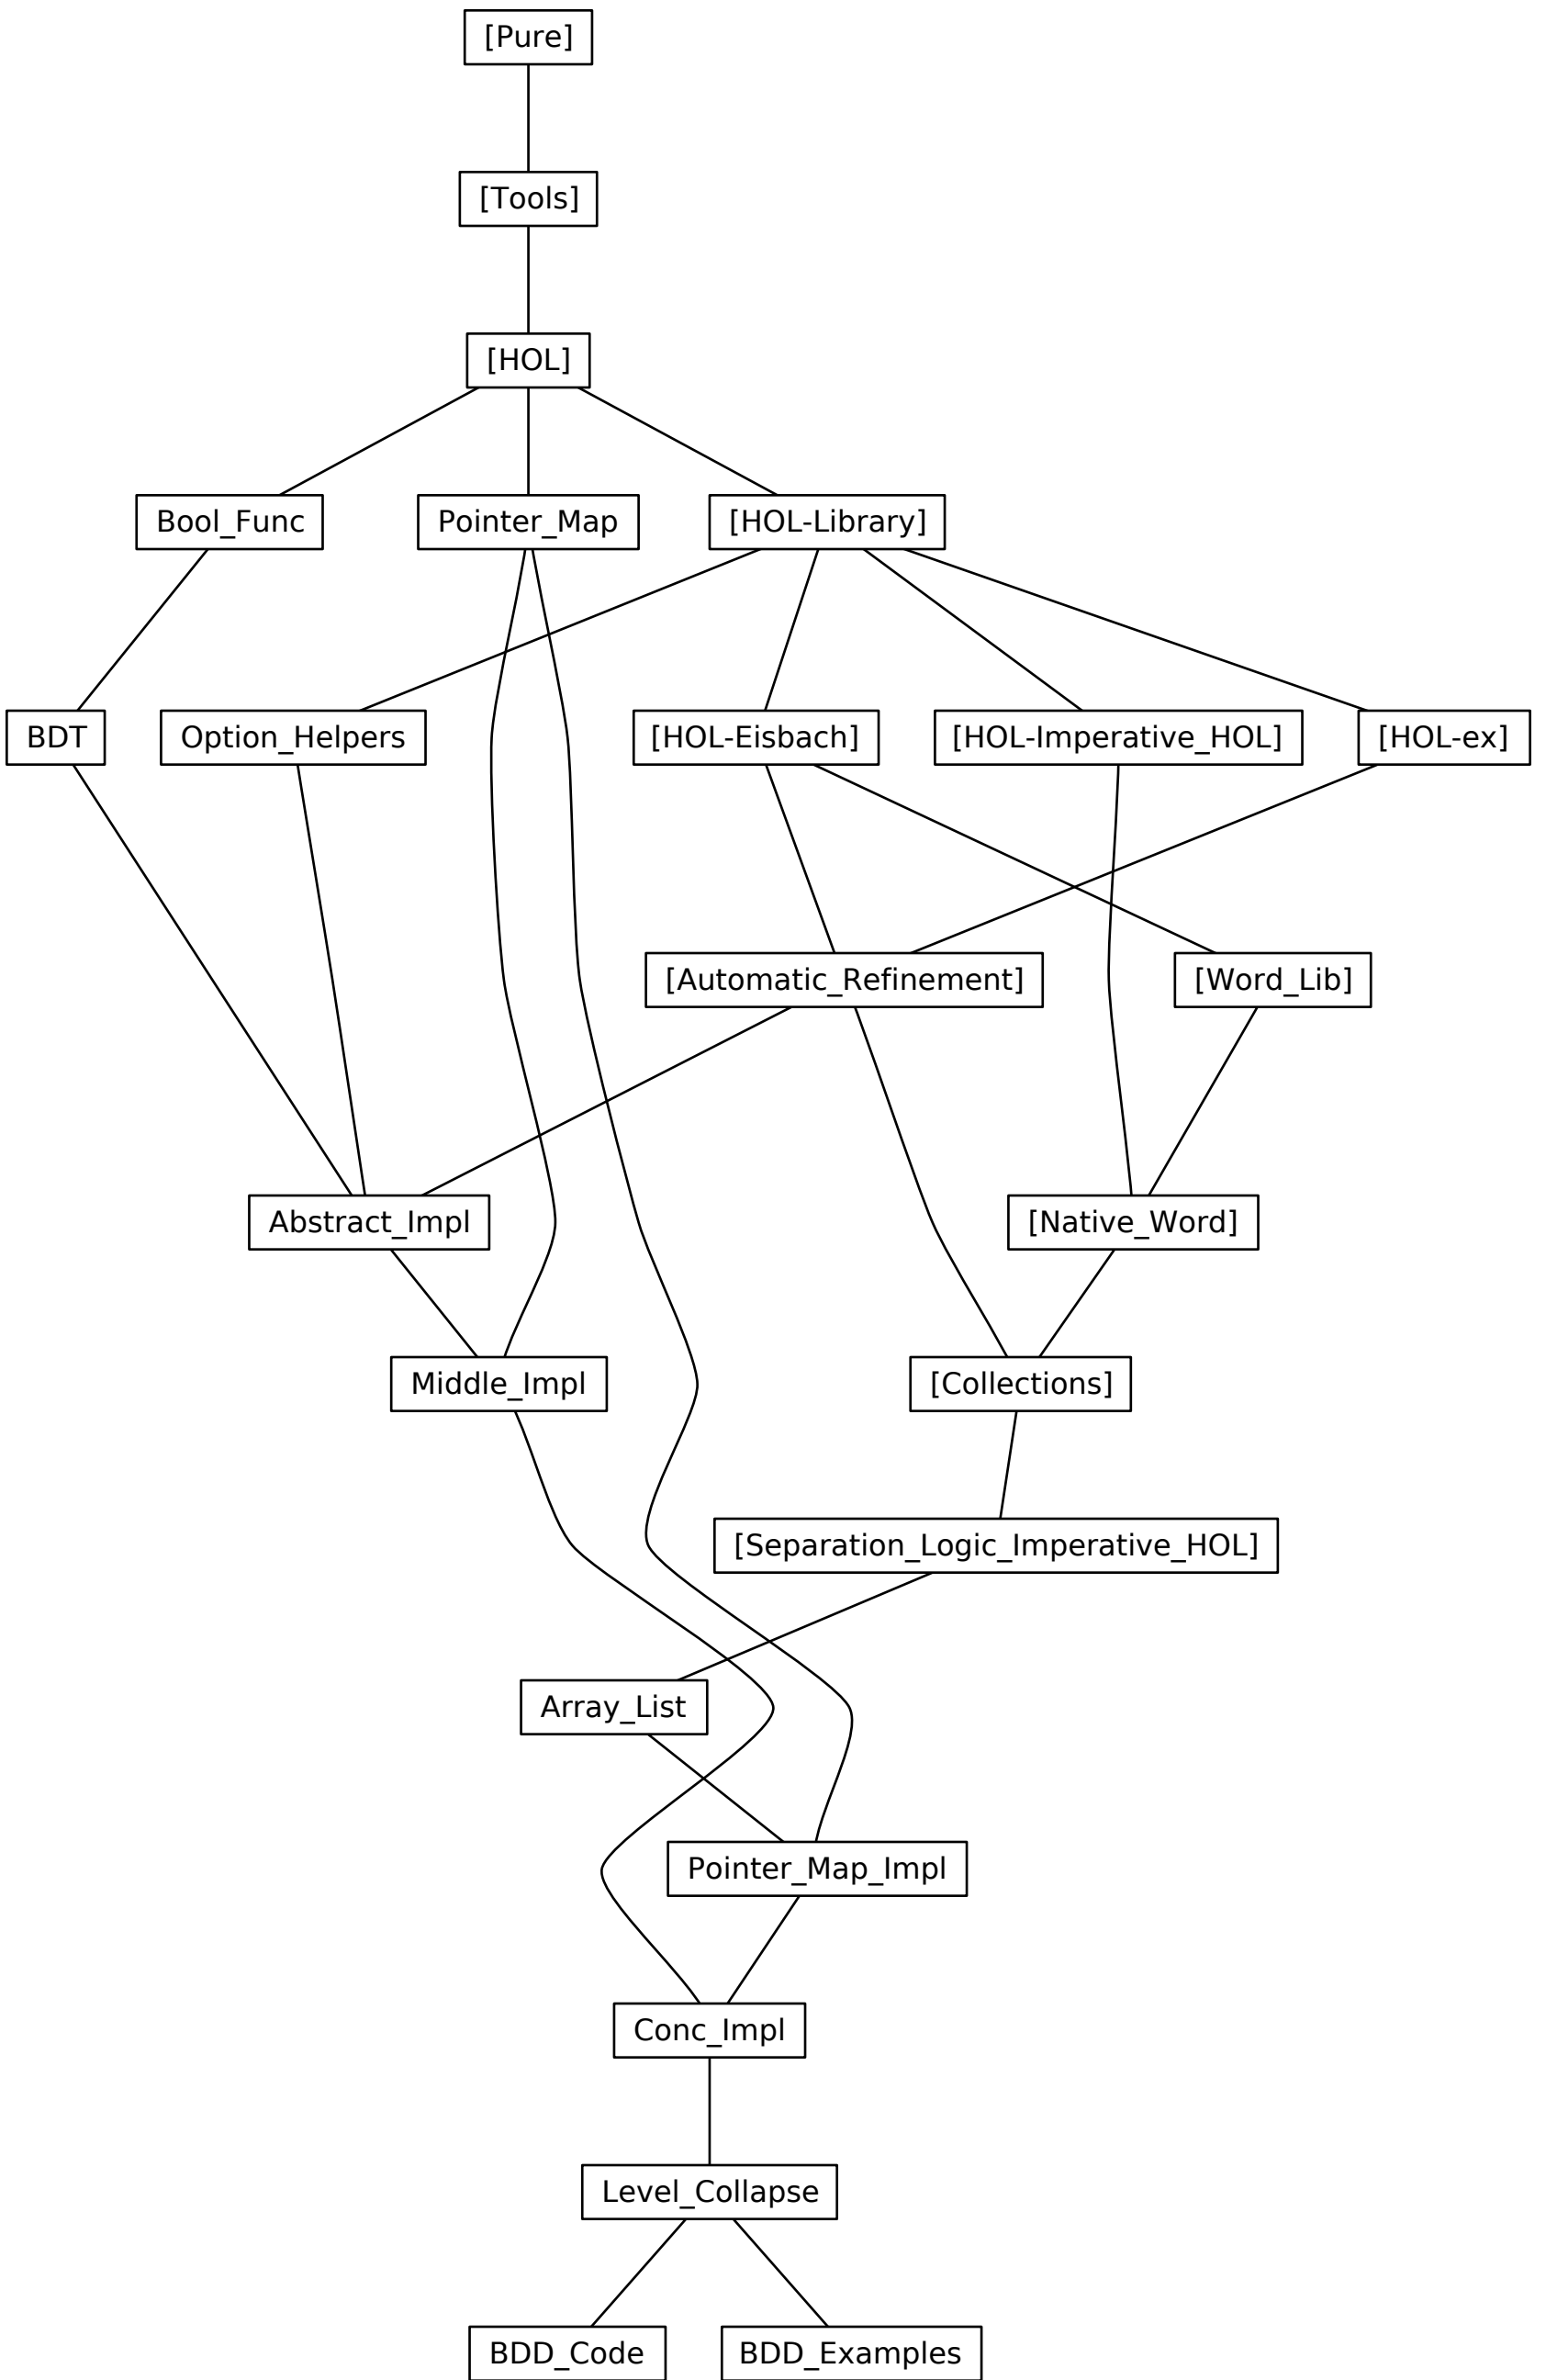 [Pure]
[Tools]
[HOL]
Bool_Func
Pointer_Map
[HOL-Library]
BDT
Option_Helpers
[HOL-Eisbach]
[HOL-Imperative_HOL]
[HOL-ex]
[Automatic_Refinement]
[Word_Lib]
Abstract_Impl
[Native_Word]
Middle_Impl
[Collections]
[Separation_Logic_Imperative_HOL]
Array_List
Pointer_Map_Impl
Conc_Impl
Level_Collapse
BDD_Code
BDD_Examples